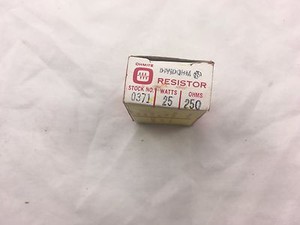 OHMITE
RESISTOR
STOCK NO. WATTS OHMS
0371 25 250